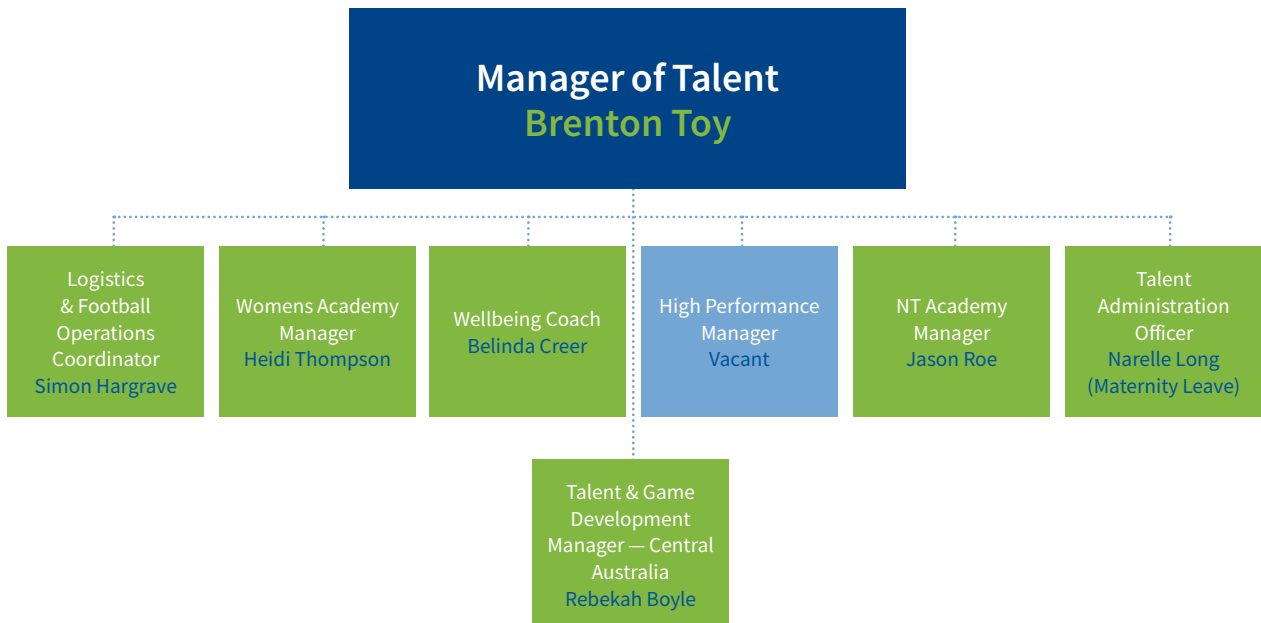 Manager of Talent
Brenton Toy
Logistics
& Football
Operations
Coordinator
Simon Hargrave
Womens Academy
Manager
Heidi Thompson
Wellbeing Coach
Belinda Creer
High Performance
Manager
Vacant
NT Academy
Manager
Jason Roe
Talent
Administration
Officer
Narelle Long
(Maternity Leave)
Talent & Game
Development
Manager — Central
Australia
Rebekah Boyle